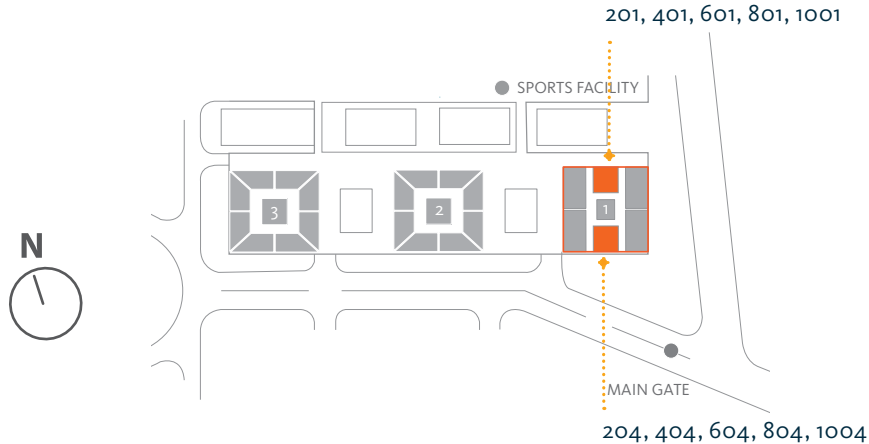 201, 401, 601, 801, 1001
SPORTS FACILITY
3
2
1
N
MAIN GATE
204, 404, 604, 804, 1004